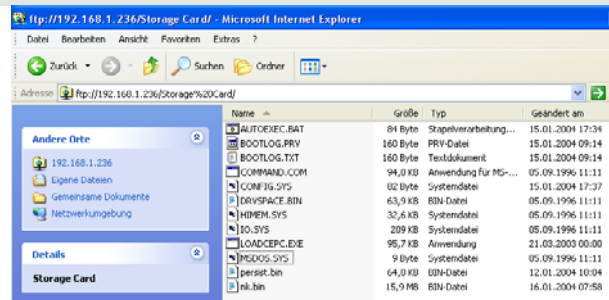 ftp://192.168.1.236/Storage Card/ - Microsoft Internet Explorer
Datei Bearbeiten Ansicht Favoriten Extras ?
Zurück Suchen Ordner
Adresse ftp://192.168.1.236/Storage%20Card/
Name Größe Typ Geändert am
Andere Orte
192.168.1.236
Eigene Dateien
Gemeinsame Dokumente
Netzwerkumgebung
Details
Storage Card
AUTOEXEC.BAT 84 Byte Stapelverarbeitung... 15.01.2004 17:34
BOOTLOG.PRV 160 Byte PRV-Datei 15.01.2004 09:14
BOOTLOG.TXT 160 Byte Textdokument 15.01.2004 09:14
COMMAND.COM 94,0 KB Anwendung für MS-... 05.09.1996 11:11
CONFIG.SYS 82 Byte Systemdatei 15.01.2004 17:37
DRVSPACE.BIN 63,9 KB BIN-Datei 05.09.1996 11:11
HIMEM.SYS 32,6 KB Systemdatei 05.09.1996 11:11
IO.SYS 209 KB Systemdatei 05.09.1996 11:11
LOADCEPC.EXE 95,7 KB Anwendung 21.03.2003 00:00
MSDOS.SYS 9 Byte Systemdatei 05.09.1996 11:11
persist.bin 64,0 KB BIN-Datei 12.01.2004 10:04
nk.bin 15,9 MB BIN-Datei 16.01.2004 07:58